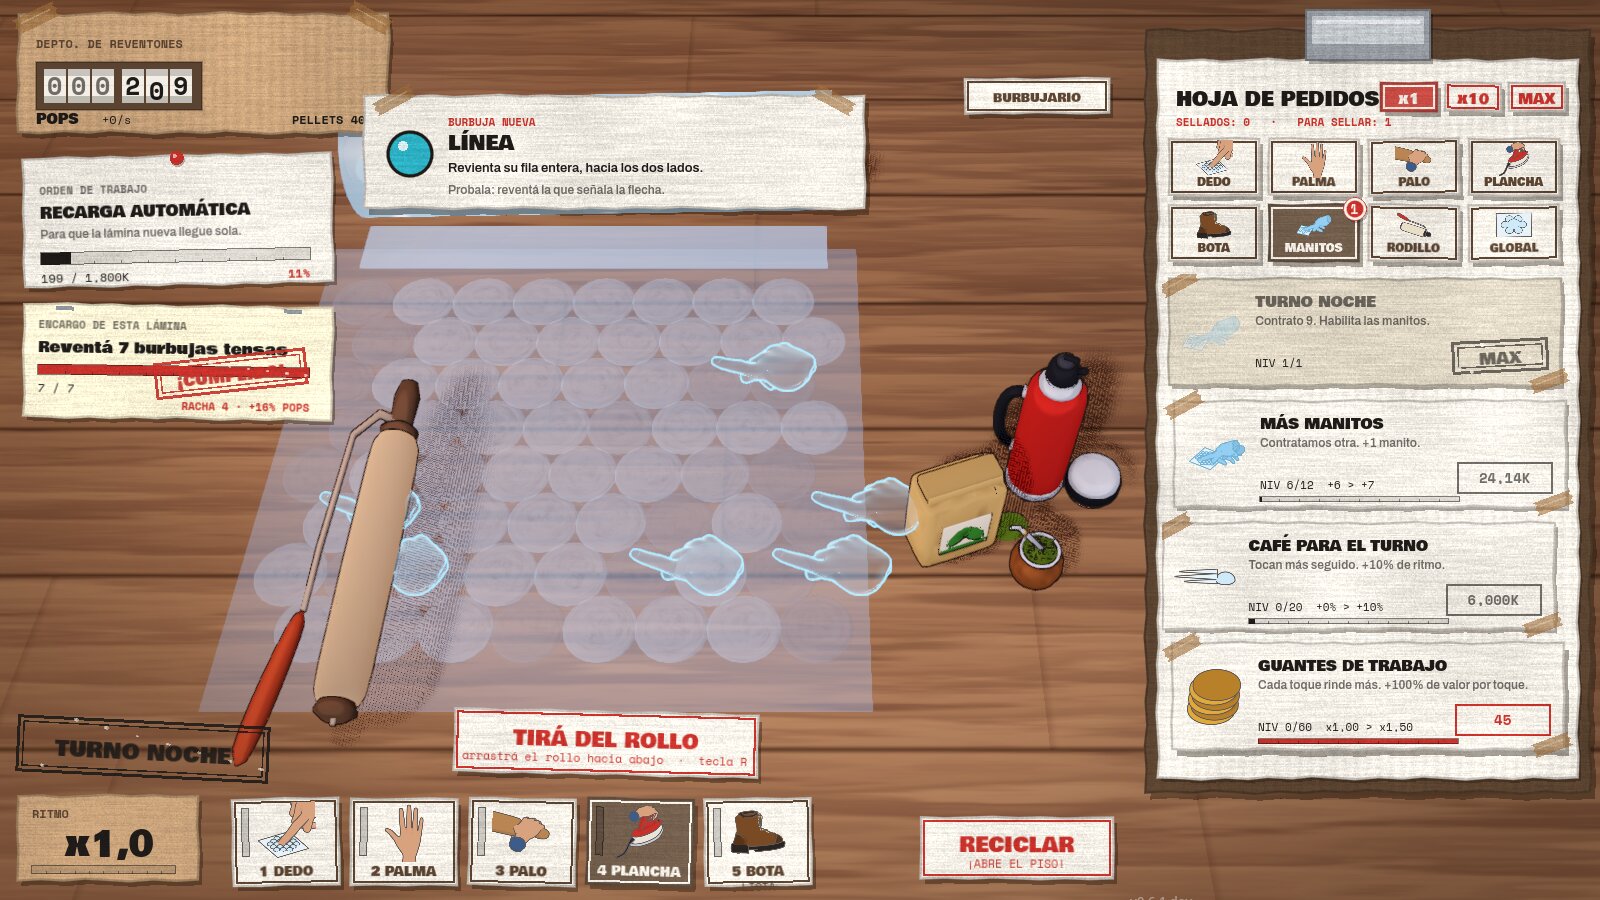 DEPTO. DE REVENTONES
000 209
POPS +0/s PELLETS 40
BURBUJA NUEVA
LÍNEA
Revienta su fila entera, hacia los dos lados.
Probala: reventá la que señala la flecha.
BURBUJARIO
ORDEN DE TRABAJO
RECARGA AUTOMÁTICA
Para que la lámina nueva llegue sola.
199 / 1.800K 11%
ENCARGO DE ESTA LÁMINA
Reventá 7 burbujas tensas
7 / 7
RACHA 4 · +16% POPS
HOJA DE PEDIDOS x1 x10 MAX
SELLADOS: 0 · PARA SELLAR: 1
DEDO PALMA PALO PLANCHA
1
BOTA MANITOS RODILLO GLOBAL
TURNO NOCHE
Contrato 9. Habilita las manitos.
NIV 1/1 MAX
MÁS MANITOS
Contratamos otra. +1 manito.
NIV 6/12 +6 > +7 24,14K
CAFÉ PARA EL TURNO
Tocan más seguido. +10% de ritmo.
NIV 0/20 +0% > +10% 6,000K
GUANTES DE TRABAJO
Cada toque rinde más. +100% de valor por toque.
NIV 0/60 x1,00 > x1,50 45
TURNO NOCHE
TIRÁ DEL ROLLO
arrastrá el rollo hacia abajo · tecla R
RITMO
x1,0
1 DEDO 2 PALMA 3 PALO 4 PLANCHA 5 BOTA
RECICLAR
¡ABRE EL PISO!